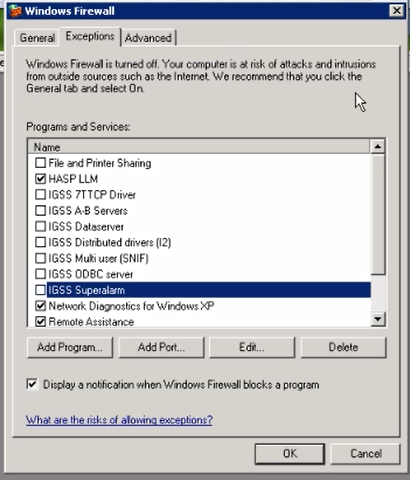 Windows Firewall
General
Exceptions
Advanced
Windows Firewall is turned off. Your computer is at risk of attacks and intrusions
from outside sources such as the Internet. We recommend that you click the
General tab and select On.
Programs and Services:
Name
File and Printer Sharing
HASP LLM
IGSS 7TTCP Driver
IGSS A-B Servers
IGSS Dataserver
IGSS Distributed drivers (I2)
IGSS Multi user (SNIF)
IGSS ODBC server
IGSS Superalarm
Network Diagnostics for Windows XP
Remote Assistance
Add Program...
Add Port...
Edit...
Delete
Display a notification when Windows Firewall blocks a program
What are the risks of allowing exceptions?
OK
Cancel